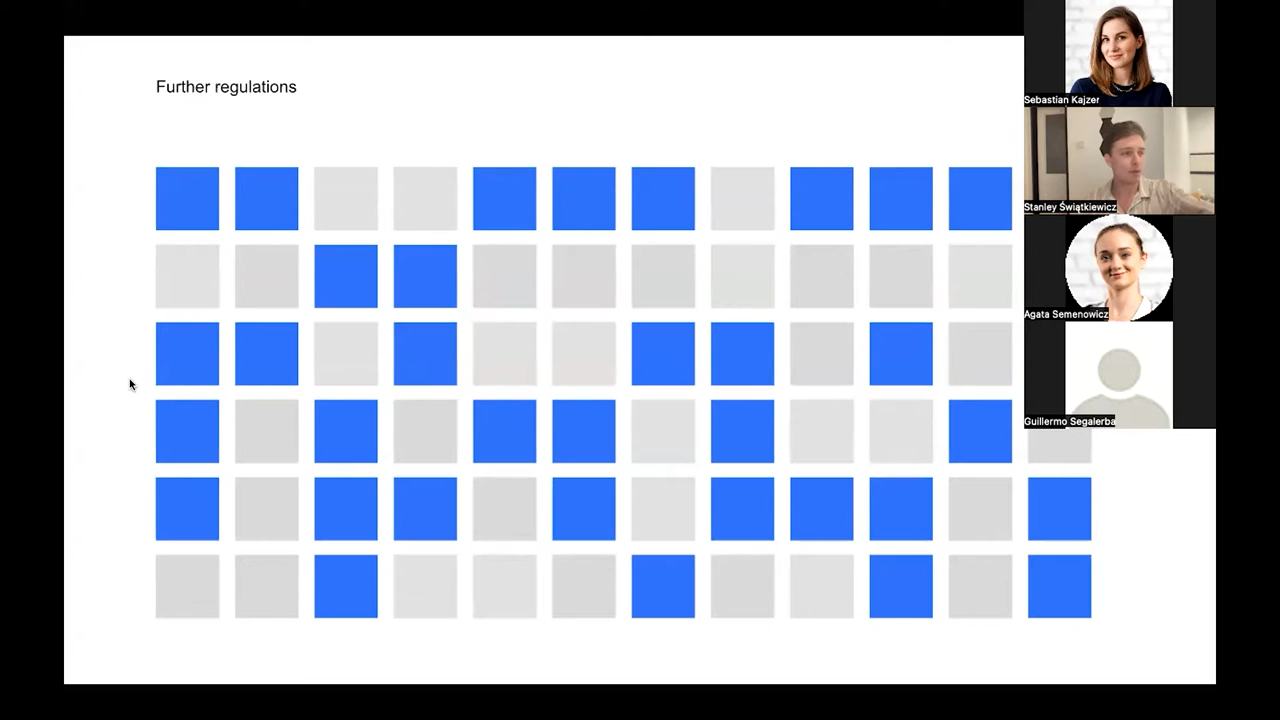 Further regulations
Sebastian Kajzer
Stanley Świątkiewicz
Agata Semenowicz
Guillermo Segalerba